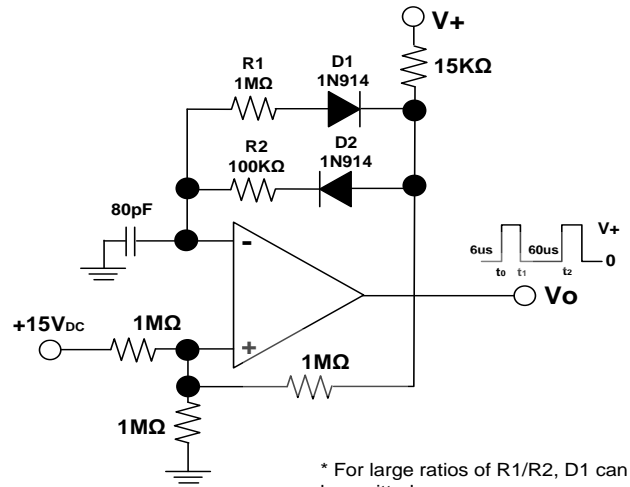 V+
15KΩ
R1
1MΩ
D1
1N914
R2
100KΩ
D2
1N914
80pF
-
+
V+
6us
60us
0
t0
t1
t2
Vo
+15VDC
1MΩ
1MΩ
1MΩ
* For large ratios of R1/R2, D1 can